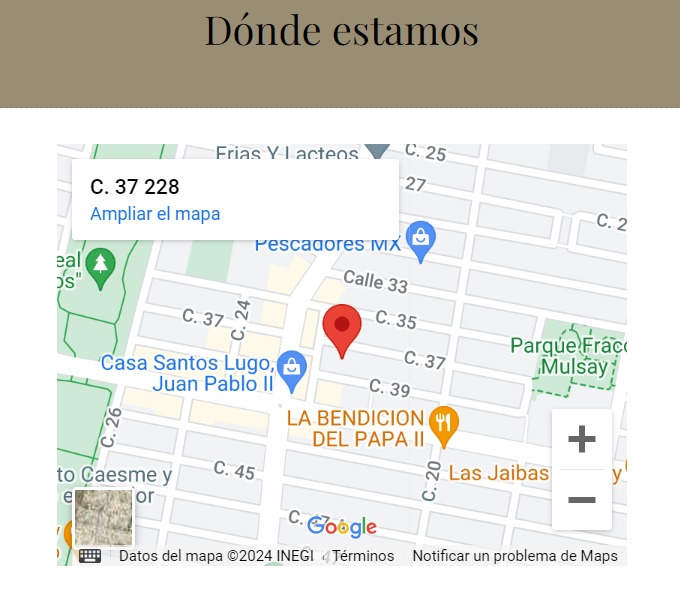 Dónde estamos
Frias Y Lacteos
C. 25
C. 37 228
27
Ampliar el mapa
C. 2
Pescadores MX
eal
os"
Calle 33
C. 37
C. 24
C. 35
Parque Fracc
Mulsay
C. 37
Casa Santos Lugo,
Juan Pablo II
C. 39
LA BENDICION
DEL PAPA II
C. 26
C. 45
C. 20
Las Jaibas
y
to Caesme y
e
or
Google
Datos del mapa ©2024 INEGI
Términos
Notificar un problema de Maps